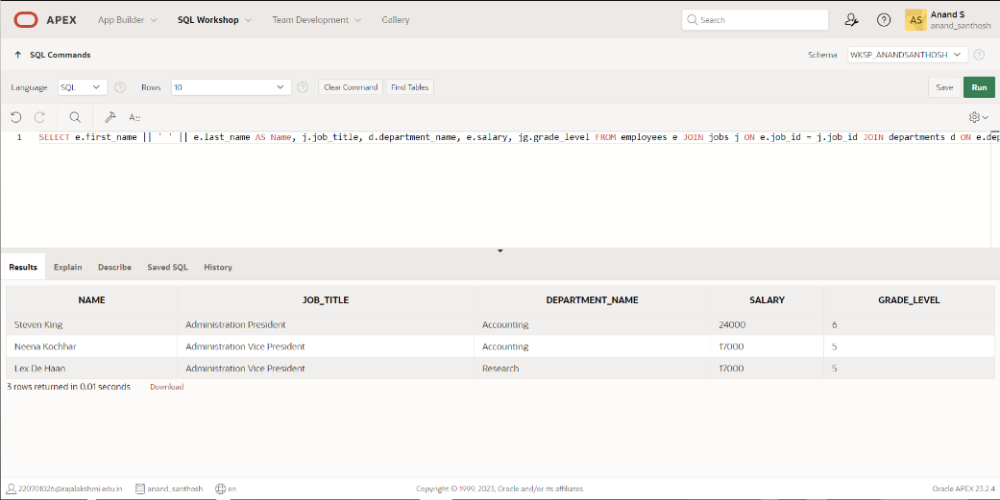 APEX App Builder SQL Workshop Team Development Gallery Search AS Anand S
anand_santhosh
SQL Commands Schema WKSP_ANANDSANTHOSH
Language SQL Rows 10 Clear Command Find Tables Save Run
A::
1 SELECT e.first_name || ' ' || e.last_name AS Name, j.job_title, d.department_name, e.salary, jg.grade_level FROM employees e JOIN jobs j ON e.job_id = j.job_id JOIN departments d ON e.dep
Results Explain Describe Saved SQL History
NAME JOB_TITLE DEPARTMENT_NAME SALARY GRADE_LEVEL
Steven King Administration President Accounting 24000 6
Neena Kochhar Administration Vice President Accounting 17000 5
Lex De Haan Administration Vice President Research 17000 5
3 rows returned in 0.01 seconds Download
220701026@rajalakshmi.edu.in anand_santhosh en Copyright © 1999, 2023, Oracle and/or its affiliates. Oracle APEX 23.2.4